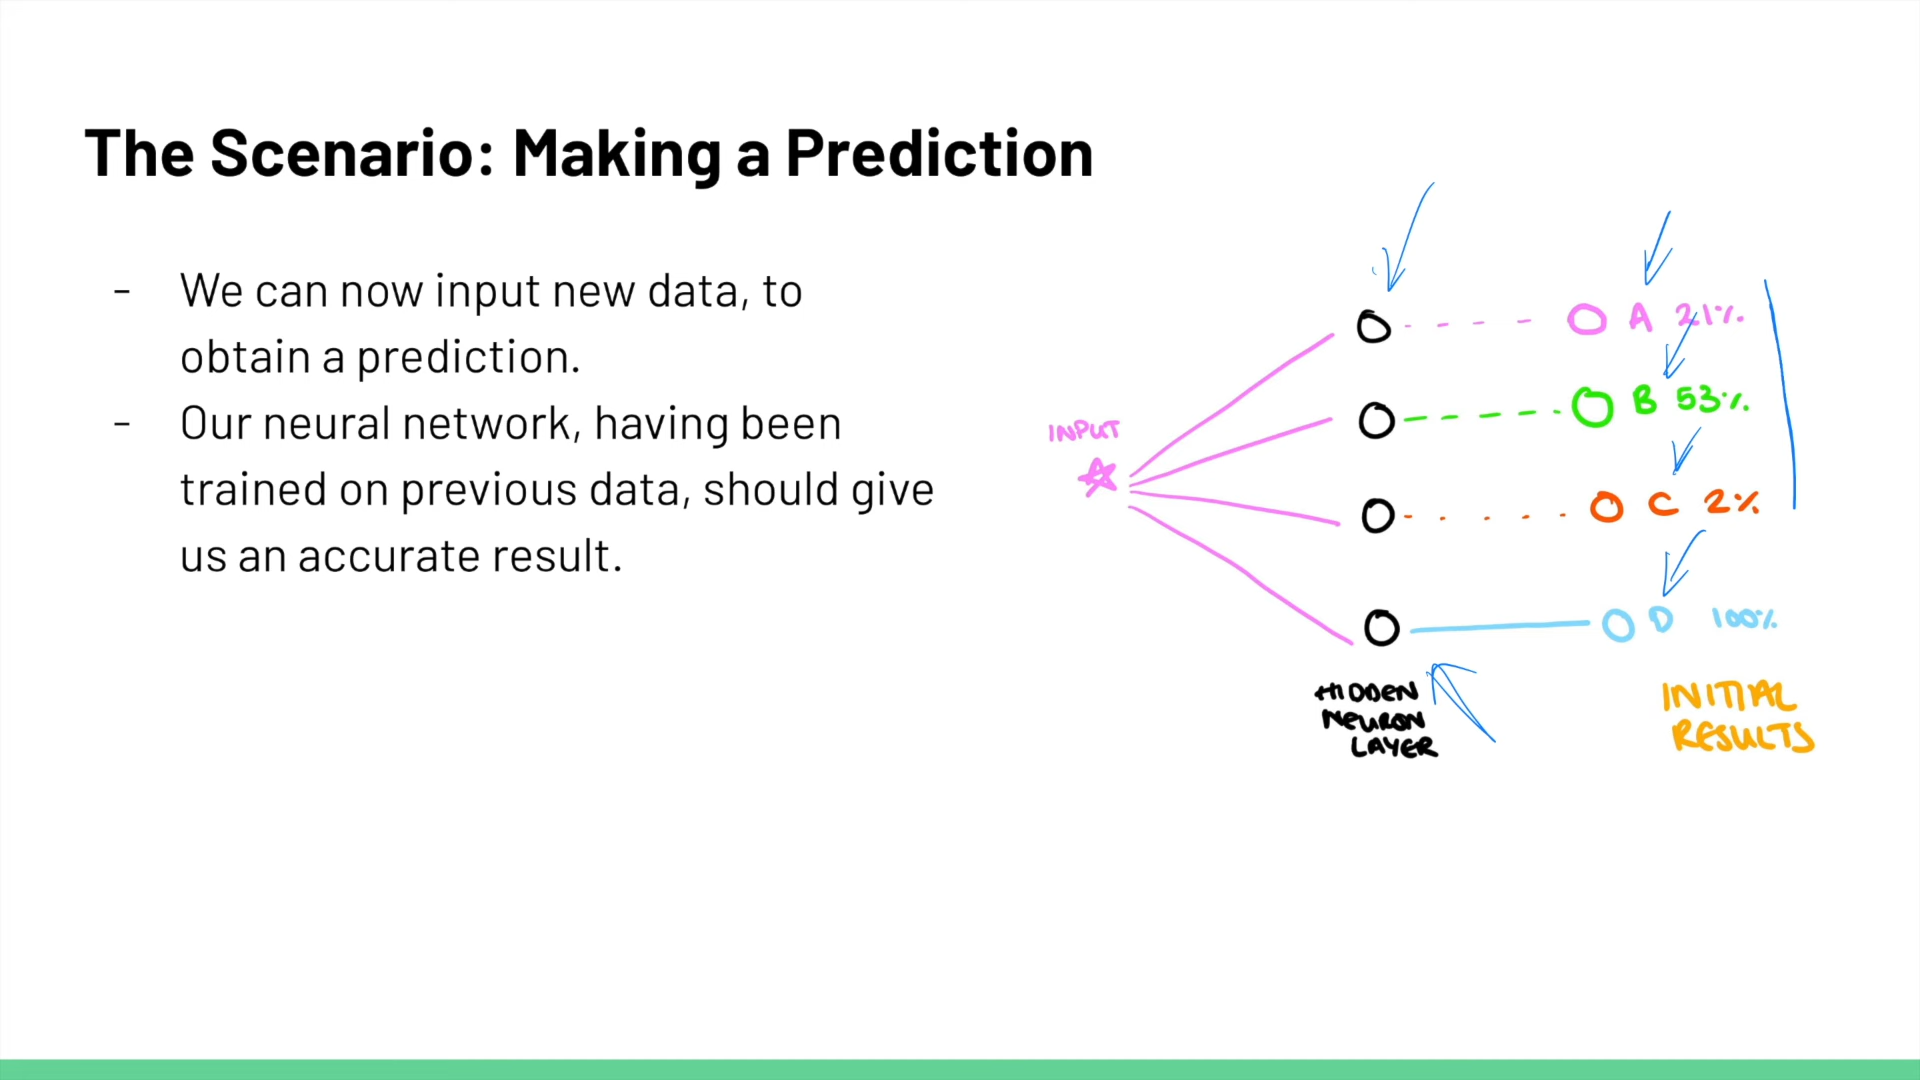 The Scenario: Making a Prediction
- We can now input new data, to
obtain a prediction.
- Our neural network, having been
trained on previous data, should give
us an accurate result.
INPUT
A 21%
B 53%
C 2%
D 100%
HIDDEN
NEURON
LAYER
INITIAL
RESULTS